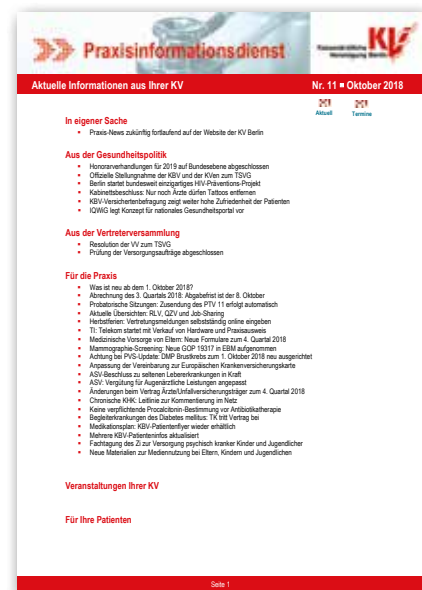 Praxisinformationsdienst
Kassenärztliche
Vereinigung Berlin
KV
Aktuelle Informationen aus Ihrer KV
Nr. 11 ■ Oktober 2018
Aktuell
Termine
In eigener Sache
Praxis-News zukünftig fortlaufend auf der Website der KV Berlin
Aus der Gesundheitspolitik
Honorarverhandlungen für 2019 auf Bundesebene abgeschlossen
Offizielle Stellungnahme der KBV und der KVen zum TSVG
Berlin startet bundesweit einzigartiges HIV-Präventions-Projekt
Kabinettsbeschluss: Nur noch Ärzte dürfen Tattoos entfernen
KBV-Versichertenbefragung zeigt weiter hohe Zufriedenheit der Patienten
IQWiG legt Konzept für nationales Gesundheitsportal vor
Aus der Vertreterversammlung
Resolution der VV zum TSVG
Prüfung der Versorgungsaufträge abgeschlossen
Für die Praxis
Was ist neu ab dem 1. Oktober 2018?
Abrechnung des 3. Quartals 2018: Abgabefrist ist der 8. Oktober
Probatorische Sitzungen: Zusendung des PTV 11 erfolgt automatisch
Aktuelle Übersichten: RLV, QZV und Job-Sharing
Herbstferien: Vertretungsmeldungen selbstständig online eingeben
TI: Telekom startet mit Verkauf von Hardware und Praxisausweis
Medizinische Vorsorge von Eltern: Neue Formulare zum 4. Quartal 2018
Mammographie-Screening: Neue GOP 19317 in EBM aufgenommen
Achtung bei PVS-Update: DMP Brustkrebs zum 1. Oktober 2018 neu ausgerichtet
Anpassung der Vereinbarung zur Europäischen Krankenversicherungskarte
ASV-Beschluss zu seltenen Lebererkrankungen in Kraft
ASV: Vergütung für Augenärztliche Leistungen angepasst
Änderungen beim Vertrag Ärzte/Unfallversicherungsträger zum 4. Quartal 2018
Chronische KHK: Leitlinie zur Kommentierung im Netz
Keine verpflichtende Procalcitonin-Bestimmung vor Antibiotikatherapie
Begleiterkrankungen des Diabetes mellitus: TK tritt Vertrag bei
Medikationsplan: KBV-Patientenflyer wieder erhältlich
Mehrere KBV-Patienteninfos aktualisiert
Fachtagung des Zi zur Versorgung psychisch kranker Kinder und Jugendlicher
Neue Materialien zur Mediennutzung bei Eltern, Kindern und Jugendlichen
Veranstaltungen Ihrer KV
Für Ihre Patienten
Seite 1